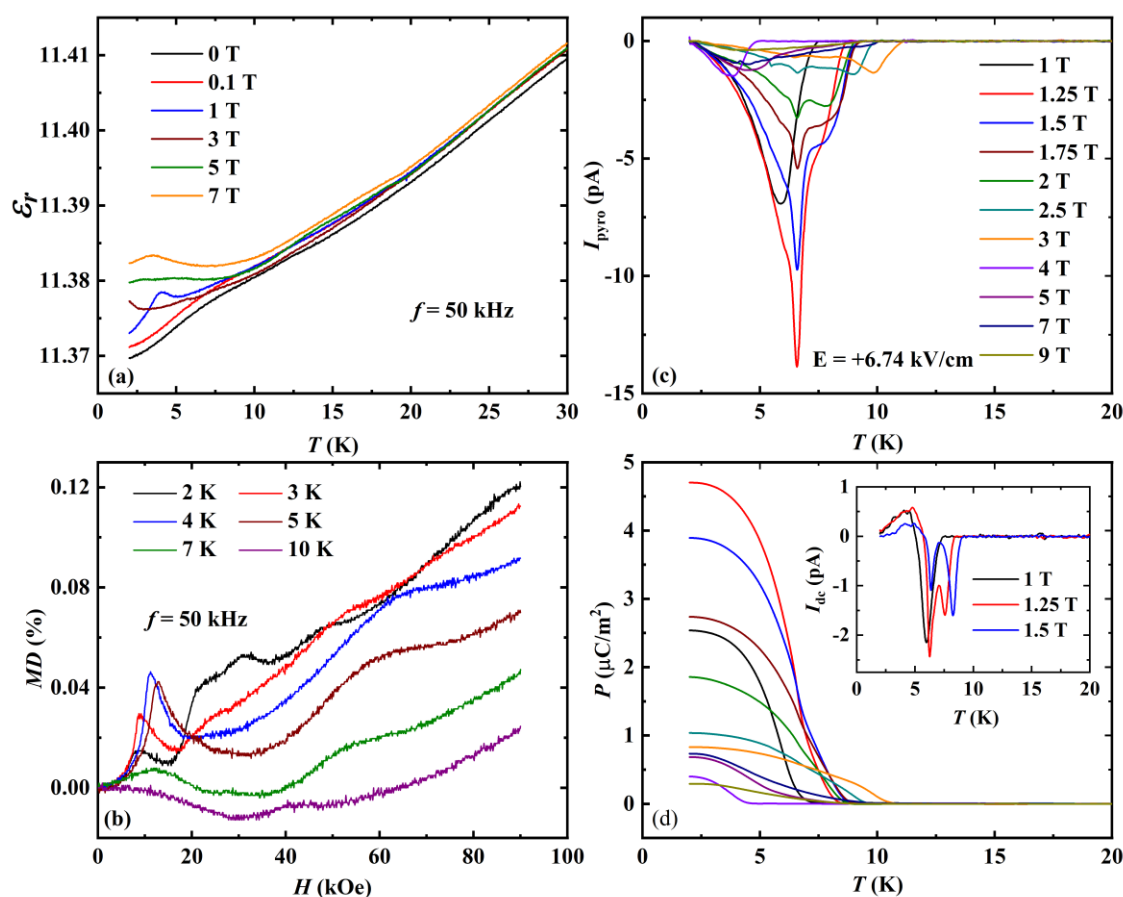 11.41
11.40
11.39
11.38
11.37
εr
0 T
0.1 T
1 T
3 T
5 T
7 T
f = 50 kHz
(a)
0 5 10 15 20 25 30
T (K)
0
-5
-10
-15
Ipyro (pA)
1 T
1.25 T
1.5 T
1.75 T
2 T
2.5 T
3 T
4 T
5 T
7 T
9 T
E = +6.74 kV/cm
(c)
0 5 10 15 20
T (K)
0.12
0.08
0.04
0.00
MD (%)
2 K 3 K
4 K 5 K
7 K 10 K
f = 50 kHz
(b)
0 20 40 60 80 100
H (kOe)
5
4
3
2
1
0
P (μC/m2)
1
0
-1
-2
Idc (pA)
1 T
1.25 T
1.5 T
0 5 10 15 20
T (K)
(d)
0 5 10 15 20
T (K)